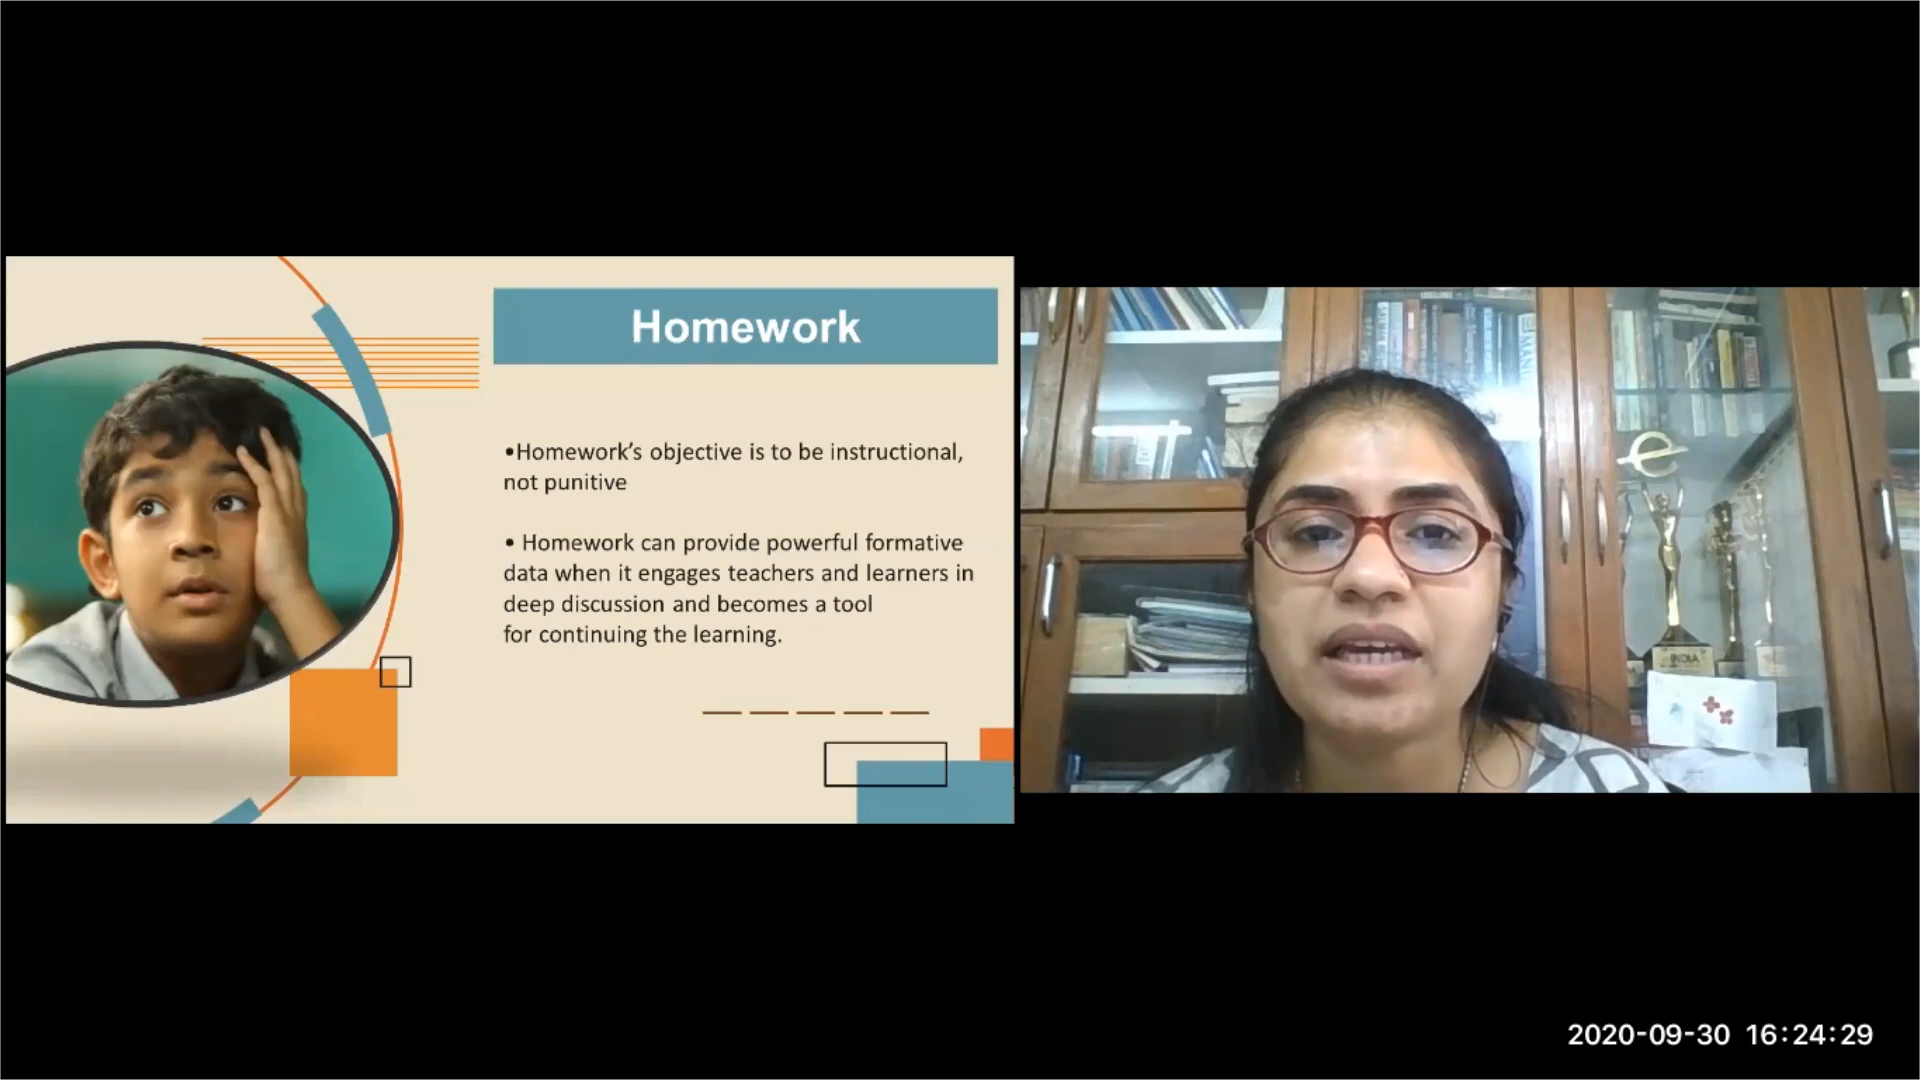 Homework
•Homework's objective is to be instructional,
not punitive
• Homework can provide powerful formative
data when it engages teachers and learners in
deep discussion and becomes a tool
for continuing the learning.
INDIA
2020-09-30 16:24:29